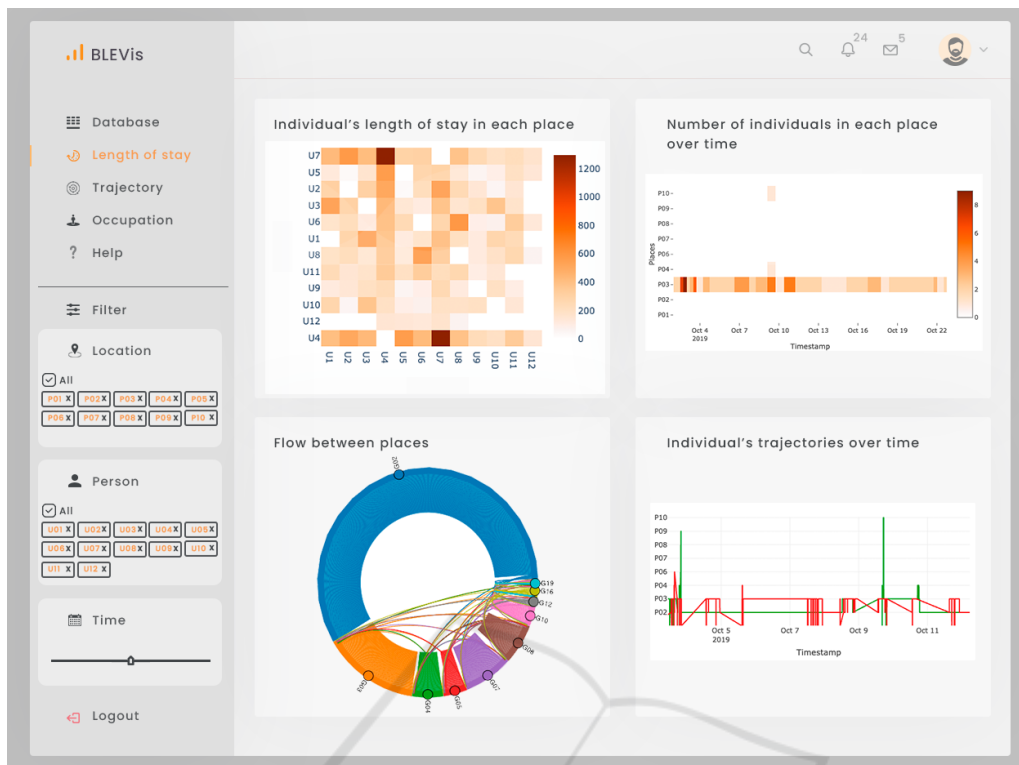 BLEVis
24
5
Database
Length of stay
Trajectory
Occupation
Help
Filter
Location
All
P01 X P02 X P03 X P04 X P05 X
P06 X P07 X P08 X P09 X P10 X
Person
All
U01 X U02 X U03 X U04 X U05 X
U06 X U07 X U08 X U09 X U10 X
U11 X U12 X
Time
Logout
Individual's length of stay in each place
U7
U5
U2
U3
U6
U1
U8
U11
U9
U10
U12
U4
U1 U2 U3 U4 U5 U6 U7 U8 U9 U10 U11 U12
1200
1000
800
600
400
200
0
Number of individuals in each place
over time
P10
P09
P08
P07
P06
P04
P03
P02
P01
Places
Oct 4 Oct 7 Oct 10 Oct 13 Oct 16 Oct 19 Oct 22
2019
Timestamp
8
6
4
2
0
Flow between places
G02
G19
G16
G12
G10
G08
G07
G05
G04
G03
Individual's trajectories over time
P10
P09
P08
P07
P06
P04
P03
P02
Oct 5 Oct 7 Oct 9 Oct 11
2019
Timestamp